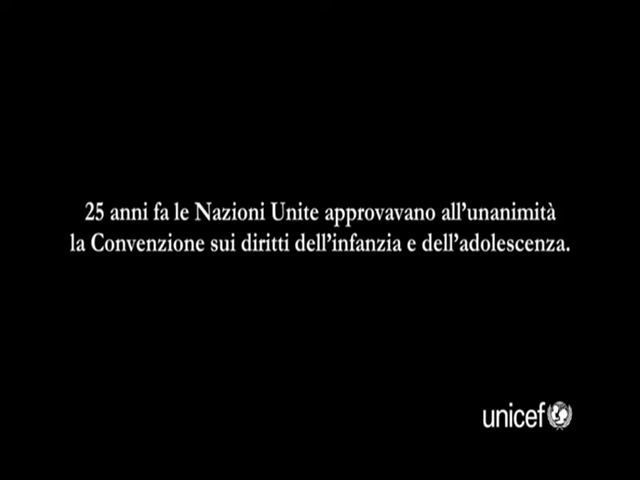 25 anni fa le Nazioni Unite approvavano all'unanimità
la Convenzione sui diritti dell'infanzia e dell'adolescenza.
unicef